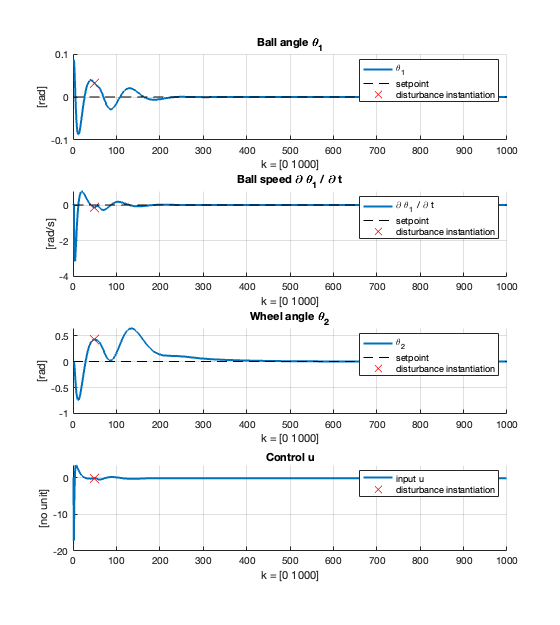 Ball angle θ1
0.1
0
-0.1
[rad]
θ1
setpoint
disturbance instantiation
0 100 200 300 400 500 600 700 800 900 1000
k = [0 1000]
Ball speed ∂ θ1 / ∂ t
0
-2
-4
[rad/s]
∂ θ1 / ∂ t
setpoint
disturbance instantiation
0 100 200 300 400 500 600 700 800 900 1000
k = [0 1000]
Wheel angle θ2
0.5
0
-0.5
-1
[rad]
θ2
setpoint
disturbance instantiation
0 100 200 300 400 500 600 700 800 900 1000
k = [0 1000]
Control u
0
-10
-20
[no unit]
input u
disturbance instantiation
0 100 200 300 400 500 600 700 800 900 1000
k = [0 1000]